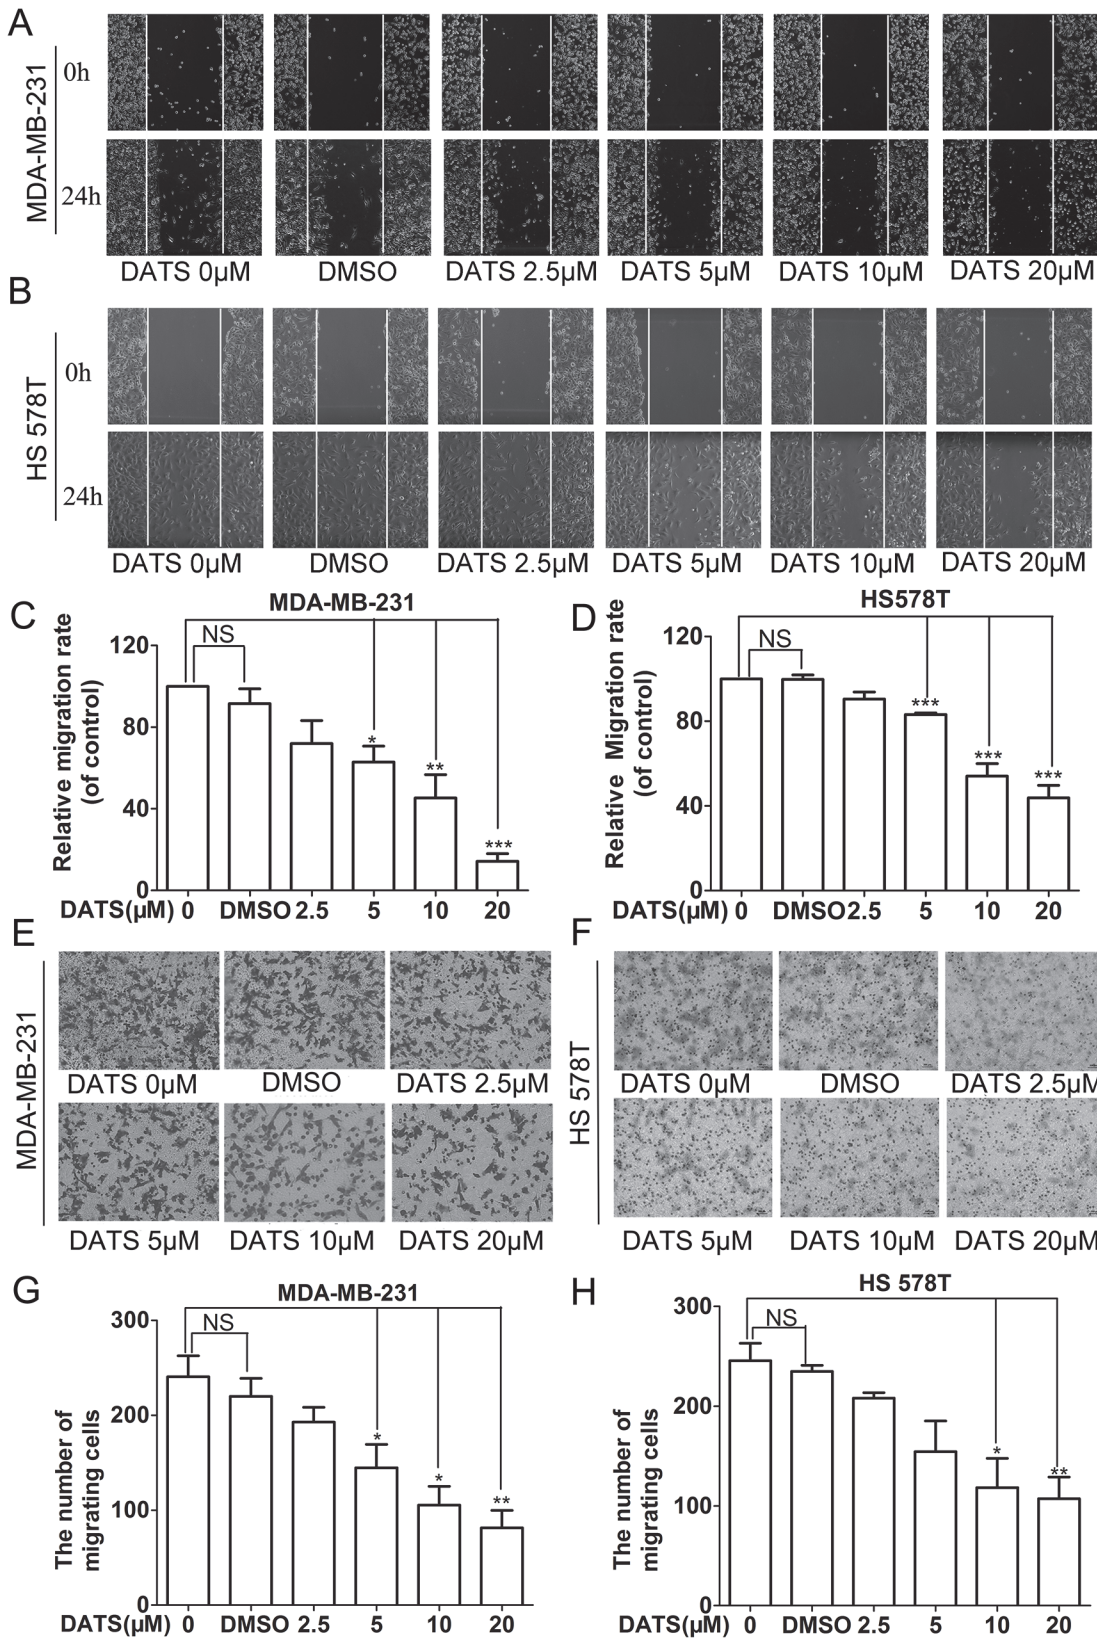 A
MDA-MB-231
0h
24h
DATS 0µM DMSO DATS 2.5µM DATS 5µM DATS 10µM DATS 20µM
B
HS 578T
0h
24h
DATS 0µM DMSO DATS 2.5µM DATS 5µM DATS 10µM DATS 20µM
C
MDA-MB-231
Relative migration rate
(of control)
NS
120
80
40
0
*
**
***
DATS(µM) 0 DMSO 2.5 5 10 20
D
HS578T
Relative Migration rate
(of control)
NS
120
80
40
0
***
***
***
DATS(µM) 0 DMSO 2.5 5 10 20
E
MDA-MB-231
DATS 0µM DMSO DATS 2.5µM
DATS 5µM DATS 10µM DATS 20µM
F
HS 578T
DATS 0µM DMSO DATS 2.5µM
DATS 5µM DATS 10µM DATS 20µM
G
MDA-MB-231
The number of
migrating cells
NS
300
200
100
0
*
*
**
DATS(µM) 0 DMSO 2.5 5 10 20
H
HS 578T
The number of
migrating cells
NS
300
200
100
0
*
**
DATS(µM) 0 DMSO 2.5 5 10 20